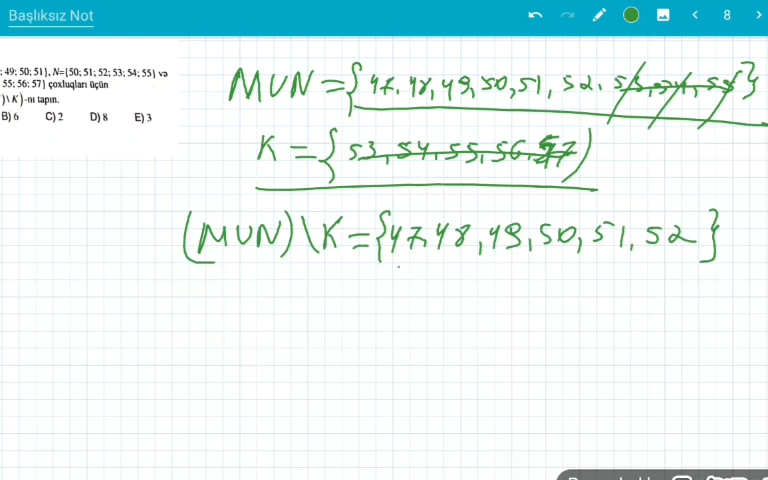 Başlıksız Not
8
; 49; 50; 51}, N={50; 51; 52; 53; 54; 55} və
55; 56; 57} çoxluqları üçün
)\K)-nı tapın.
B) 6 C) 2 D) 8 E) 3
MUN={47,48,49,50,51,52.53,54,55}
K={53,54,55,56,57}
(MUN)\K={47,48,49,50,51,52}